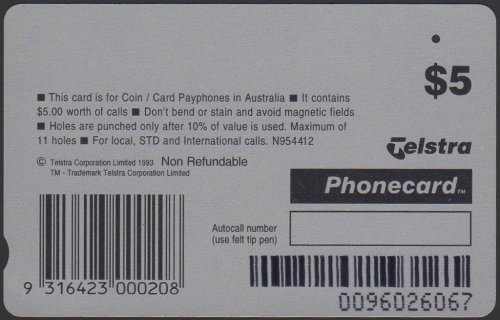 $5
■ This card is for Coin / Card Payphones in Australia ■ It contains
$5.00 worth of calls ■ Don't bend or stain and avoid magnetic fields
■ Holes are punched only after 10% of value is used. Maximum of
11 holes ■ For local, STD and International calls. N954412
Telstra
© Telstra Corporation Limited 1993 Non Refundable
TM - Trademark Telstra Corporation Limited
Phonecard™
Autocall number
(use felt tip pen)
9 316423 000208
0096026067